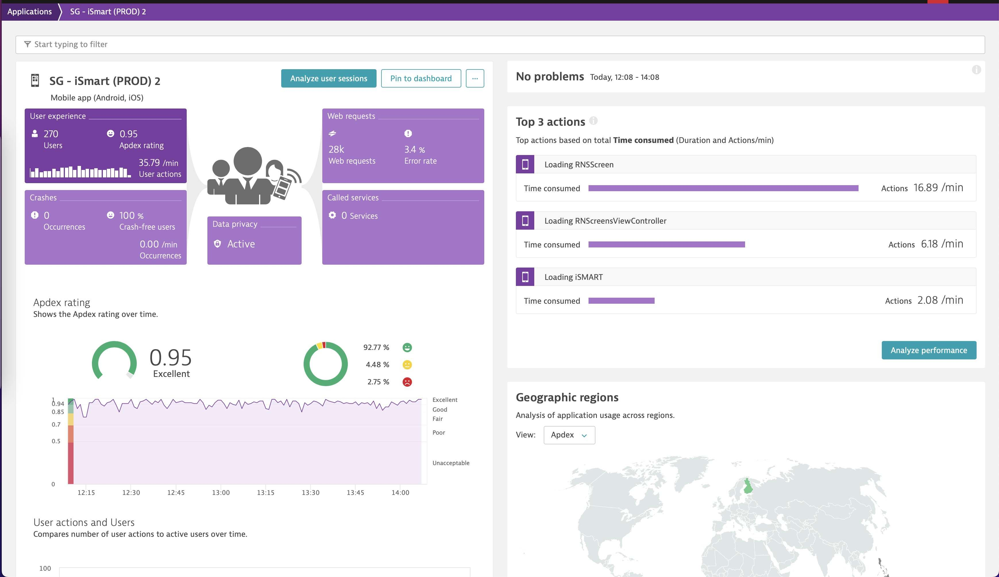 Applications
SG - iSmart (PROD) 2
Start typing to filter
SG - iSmart (PROD) 2
Mobile app (Android, iOS)
Analyze user sessions
Pin to dashboard
...
User experience
270
Users
0.95
Apdex rating
35.79 /min
User actions
Web requests
28k
Web requests
3.4 %
Error rate
Crashes
0
Occurrences
100 %
Crash-free users
0.00 /min
Occurrences
Data privacy
Active
Called services
0 Services
Apdex rating
Shows the Apdex rating over time.
0.95
Excellent
92.77 %
4.48 %
2.75 %
1
0.94
0.85
0.7
0.5
0
Excellent
Good
Fair
Poor
Unacceptable
12:15 12:30 12:45 13:00 13:15 13:30 13:45 14:00
User actions and Users
Compares number of user actions to active users over time.
100
No problems Today, 12:08 - 14:08
Top 3 actions
Top actions based on total Time consumed (Duration and Actions/min)
Loading RNSScreen
Time consumed Actions 16.89 /min
Loading RNScreensViewController
Time consumed Actions 6.18 /min
Loading iSMART
Time consumed Actions 2.08 /min
Analyze performance
Geographic regions
Analysis of application usage across regions.
View: Apdex